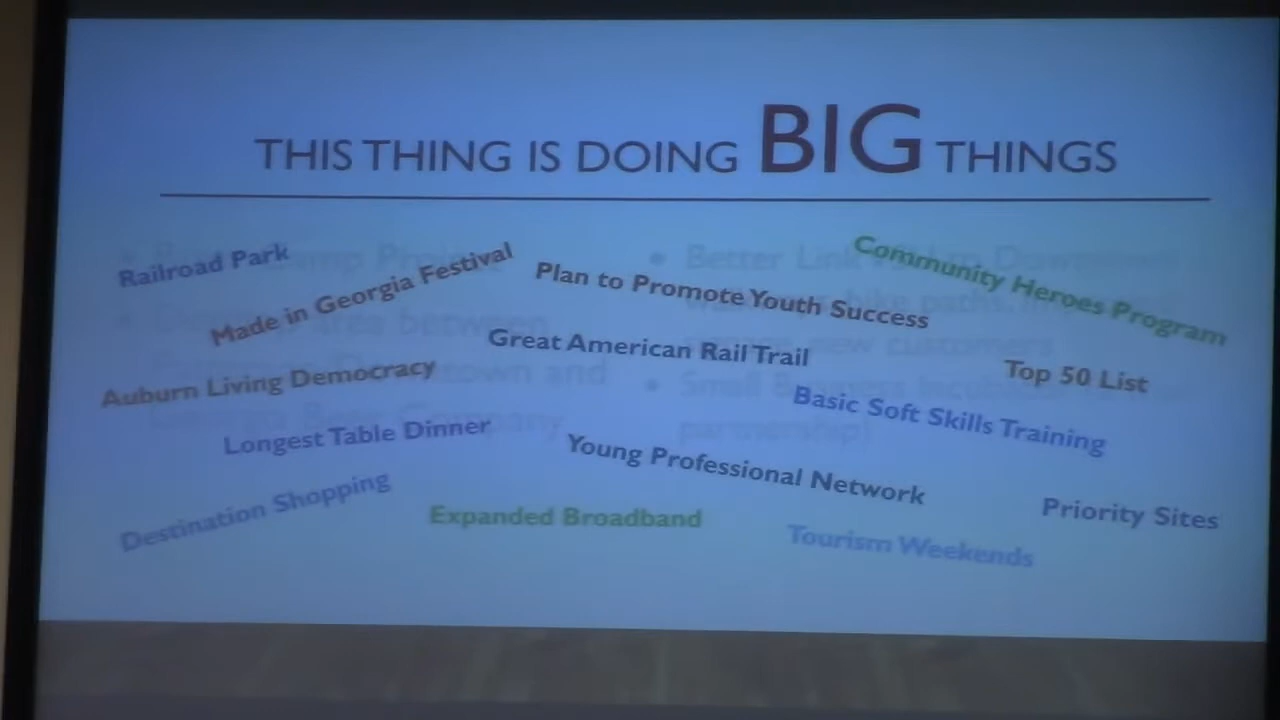 THIS THING IS DOING BIG THINGS
Railroad Park
Made in Georgia Festival
Plan to Promote Youth Success
Community Heroes Program
Great American Rail Trail
Top 50 List
Auburn Living Democracy
Basic Soft Skills Training
Longest Table Dinner
Young Professional Network
Destination Shopping
Expanded Broadband
Priority Sites
Tourism Weekends